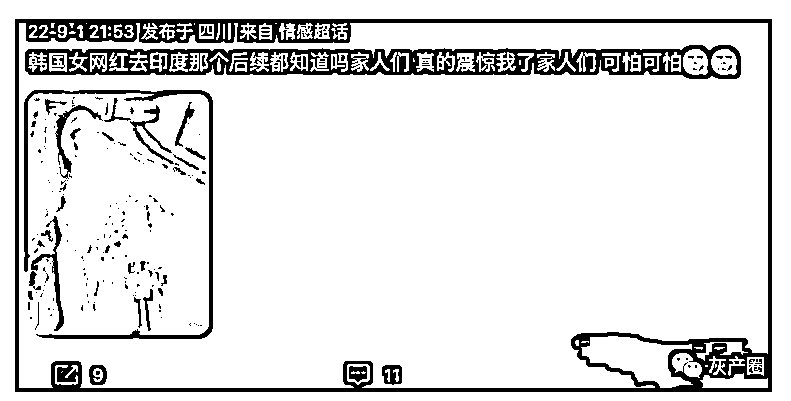 22-9-1 21:53 发布于 四川 来自 情感超话
韩国女网红去印度那个后续都知道吗家人们 真的震惊我了家人们 可怕可怕
9
11
灰产圈